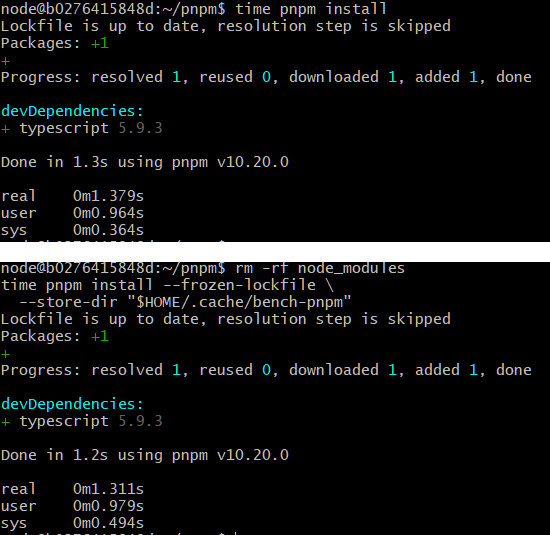 node@b0276415848d:~/pnpm$ time pnpm install
Lockfile is up to date, resolution step is skipped
Packages: +1
+
Progress: resolved 1, reused 0, downloaded 1, added 1, done
devDependencies:
+ typescript 5.9.3
Done in 1.3s using pnpm v10.20.0
real 0m1.379s
user 0m0.964s
sys 0m0.364s
node@b0276415848d:~/pnpm$ rm -rf node_modules
time pnpm install --frozen-lockfile \
--store-dir "$HOME/.cache/bench-pnpm"
Lockfile is up to date, resolution step is skipped
Packages: +1
+
Progress: resolved 1, reused 0, downloaded 1, added 1, done
devDependencies:
+ typescript 5.9.3
Done in 1.2s using pnpm v10.20.0
real 0m1.311s
user 0m0.979s
sys 0m0.494s